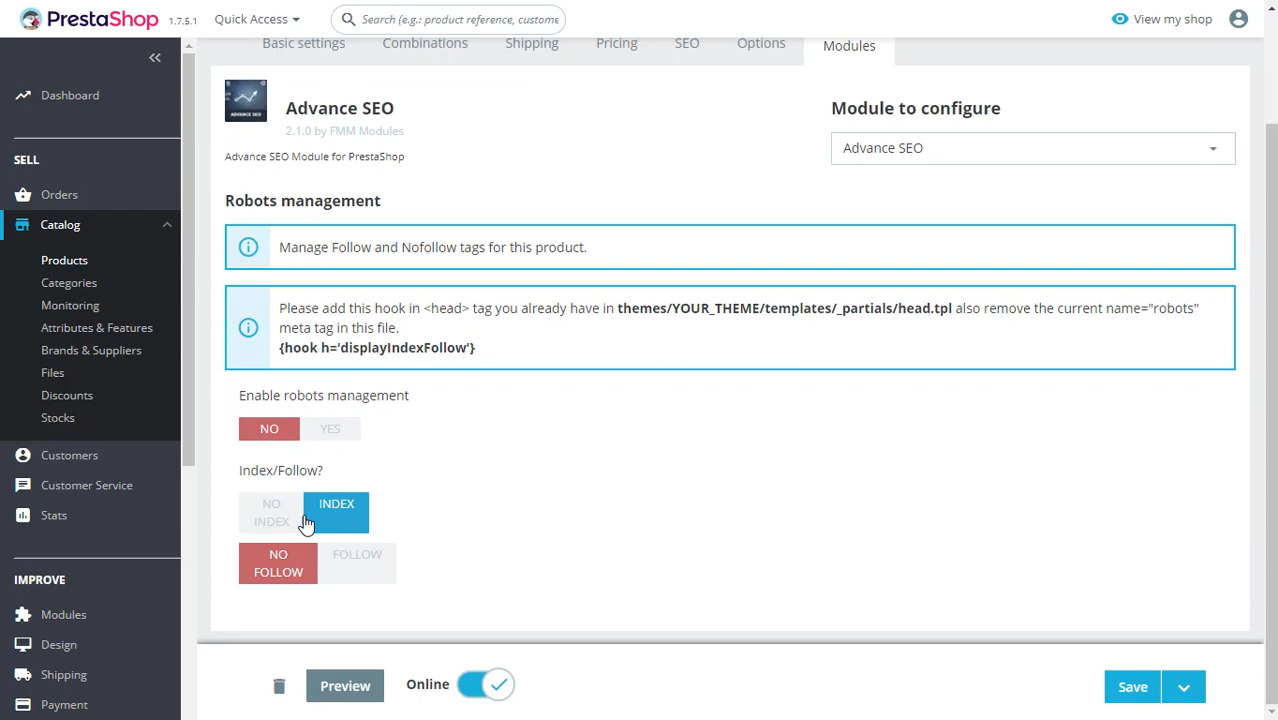 PrestaShop
1.7.5.1
Quick Access
Search (e.g.: product reference, custome
View my shop
Dashboard
SELL
Orders
Catalog
Products
Categories
Monitoring
Attributes & Features
Brands & Suppliers
Files
Discounts
Stocks
Customers
Customer Service
Stats
IMPROVE
Modules
Design
Shipping
Payment
Basic settings
Combinations
Shipping
Pricing
SEO
Options
Modules
ADVANCE SEO
Advance SEO
2.1.0 by FMM Modules
Advance SEO Module for PrestaShop
Module to configure
Advance SEO
Robots management
Manage Follow and Nofollow tags for this product.
Please add this hook in <head> tag you already have in themes/YOUR_THEME/templates/_partials/head.tpl also remove the current name="robots"
meta tag in this file.
{hook h='displayIndexFollow'}
Enable robots management
NO
YES
Index/Follow?
NO
INDEX
INDEX
NO
FOLLOW
FOLLOW
Preview
Online
Save